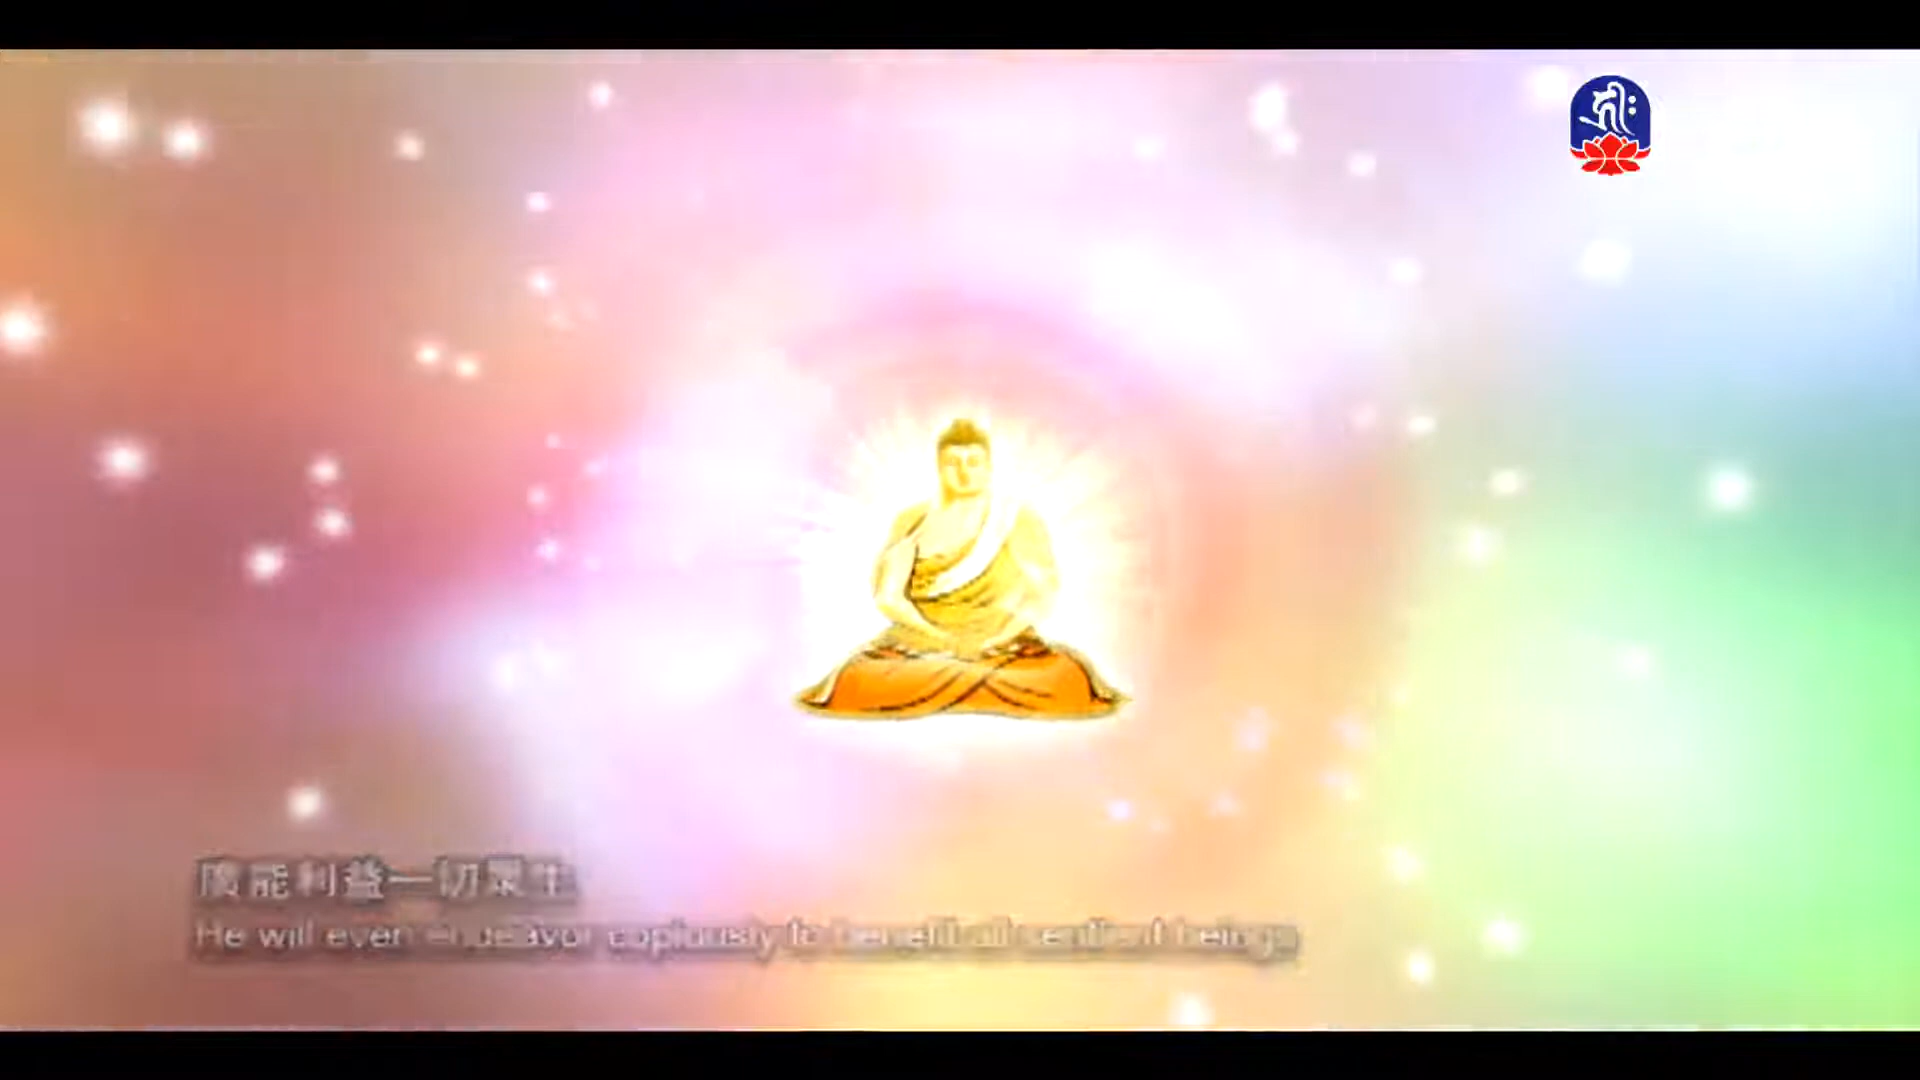 ह्रीः
廣能利益一切眾生
He will even endeavor copiously to benefit all sentient beings